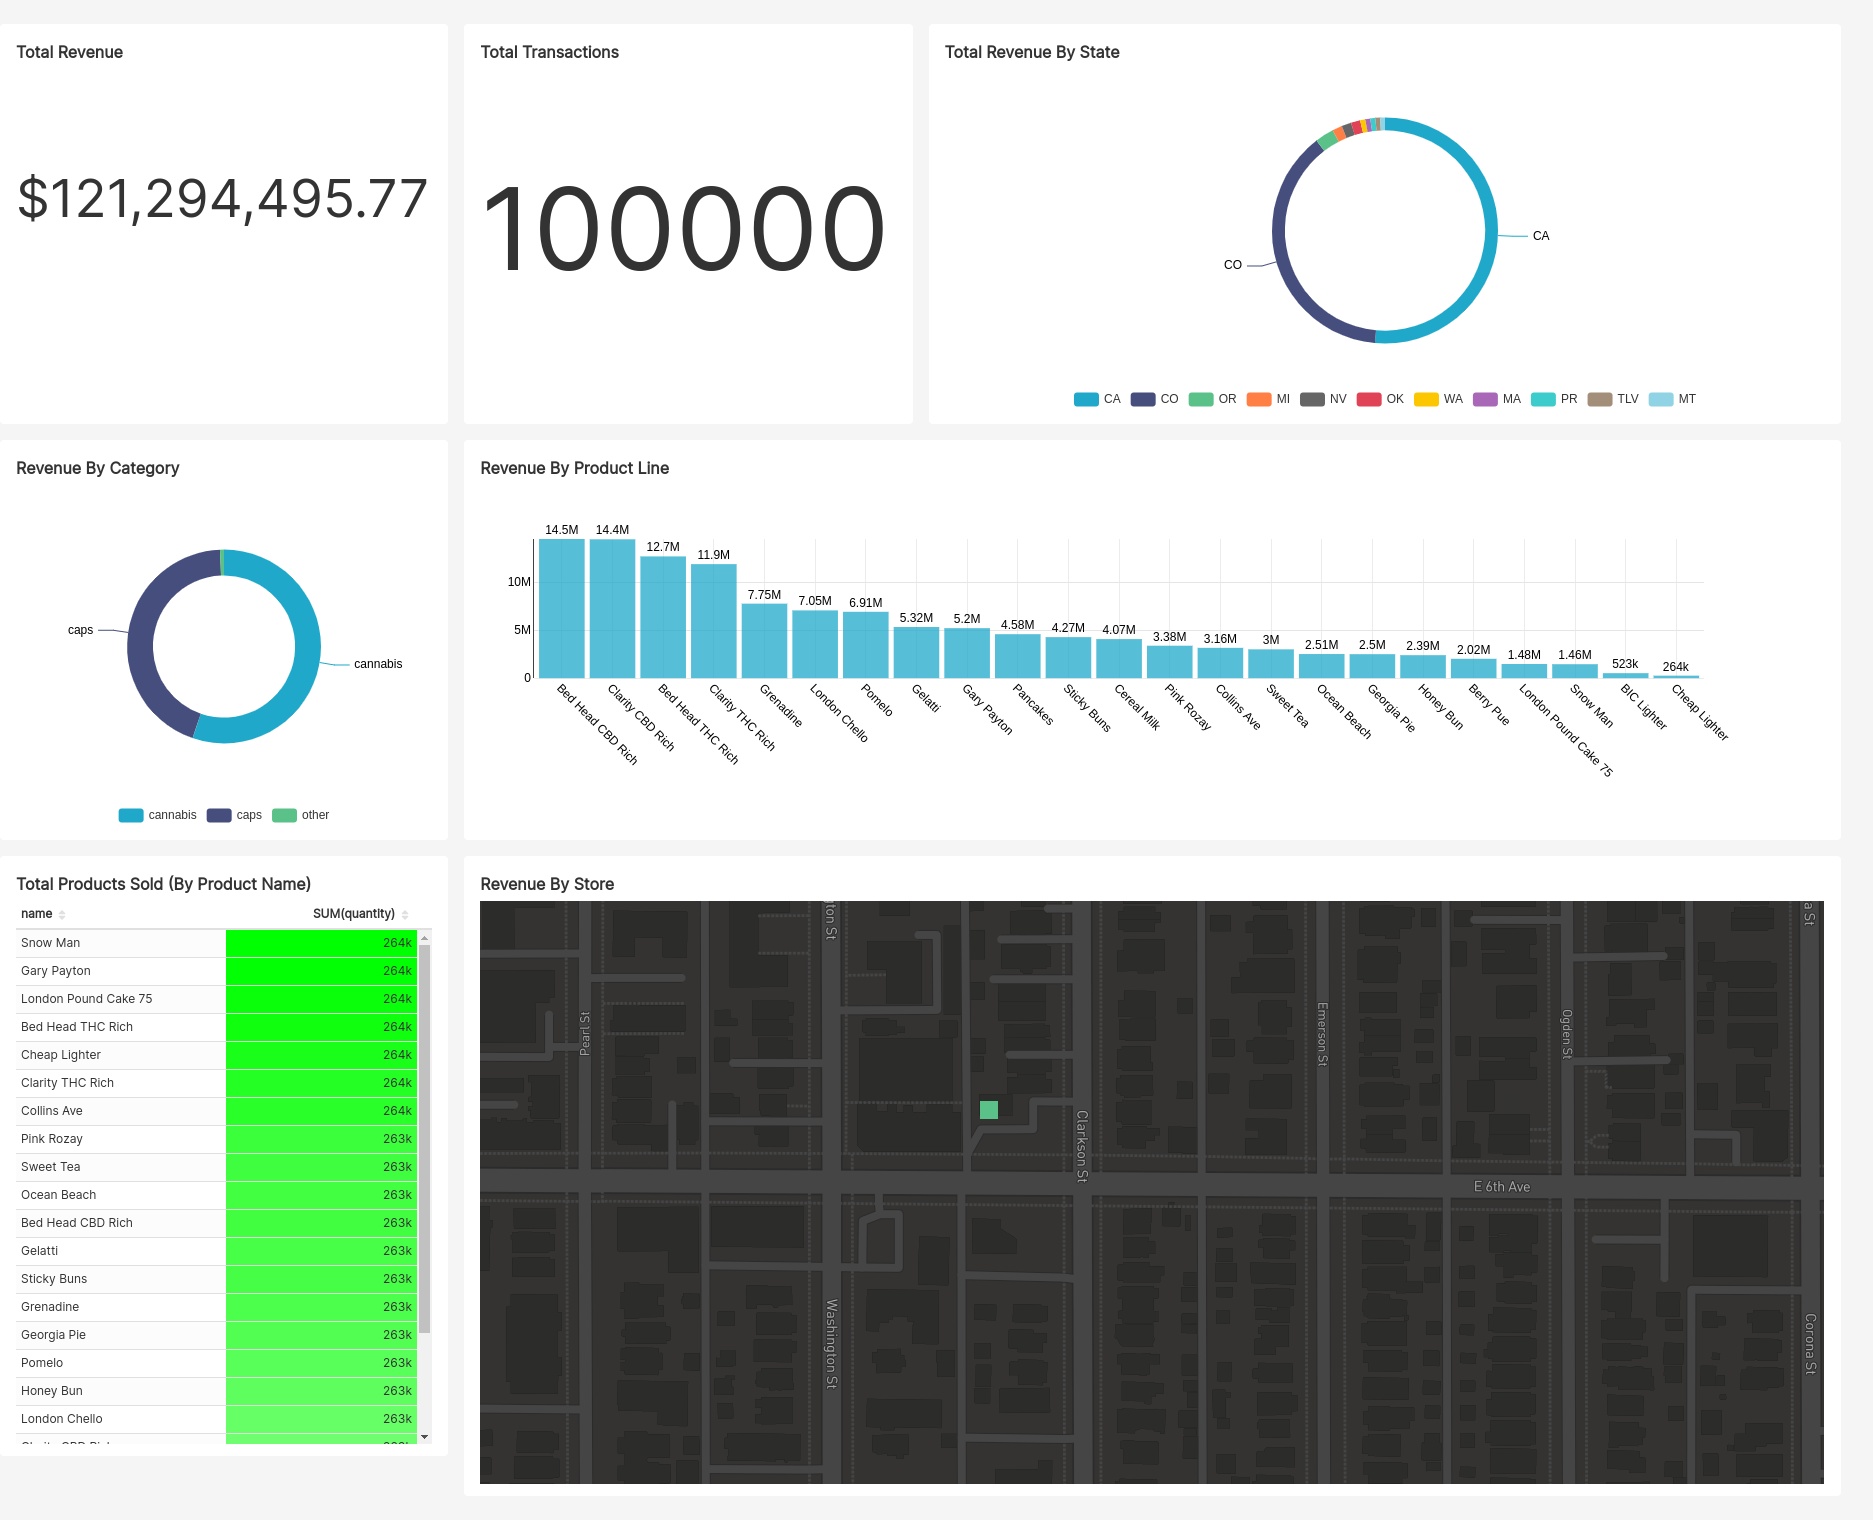 Total Revenue
$121,294,495.77
Total Transactions
100000
Total Revenue By State
CA
CO
CA CO OR MI NV OK WA MA PR TLV MT
Revenue By Category
caps
cannabis
cannabis caps other
Revenue By Product Line
14.5M 14.4M 12.7M 11.9M 7.75M 7.05M 6.91M 5.32M 5.2M 4.58M 4.27M 4.07M 3.38M 3.16M 3M 2.51M 2.5M 2.39M 2.02M 1.48M 1.46M 523k 264k
10M
5M
0
Bed Head CBD Rich
Clarity CBD Rich
Bed Head THC Rich
Clarity THC Rich
Grenadine
London Chello
Pomelo
Gelatti
Gary Payton
Pancakes
Sticky Buns
Cereal Milk
Pink Rozay
Collins Ave
Sweet Tea
Ocean Beach
Georgia Pie
Honey Bun
Berry Pue
London Pound Cake 75
Snow Man
BIC Lighter
Cheap Lighter
Total Products Sold (By Product Name)
name SUM(quantity)
Snow Man 264k
Gary Payton 264k
London Pound Cake 75 264k
Bed Head THC Rich 264k
Cheap Lighter 264k
Clarity THC Rich 264k
Collins Ave 264k
Pink Rozay 263k
Sweet Tea 263k
Ocean Beach 263k
Bed Head CBD Rich 263k
Gelatti 263k
Sticky Buns 263k
Grenadine 263k
Georgia Pie 263k
Pomelo 263k
Honey Bun 263k
London Chello 263k
Revenue By Store
gton St
a St
Pearl St
Emerson St
Ogden St
Clarkson St
E 6th Ave
Washington St
Corona St